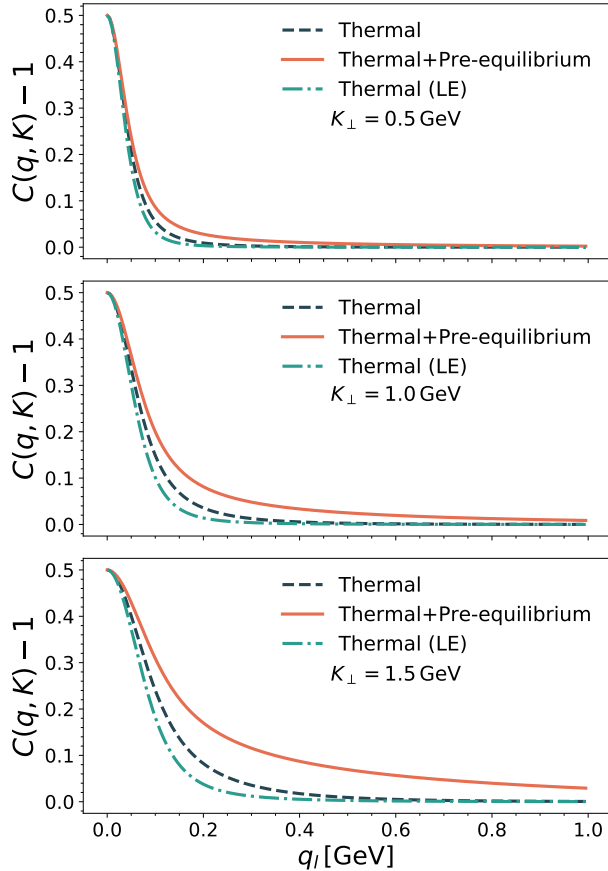 0.5
0.4
0.3
0.2
0.1
0.0
C(q, K) − 1
Thermal
Thermal+Pre-equilibrium
Thermal (LE)
K⊥ = 0.5 GeV
0.5
0.4
0.3
0.2
0.1
0.0
C(q, K) − 1
Thermal
Thermal+Pre-equilibrium
Thermal (LE)
K⊥ = 1.0 GeV
0.5
0.4
0.3
0.2
0.1
0.0
C(q, K) − 1
Thermal
Thermal+Pre-equilibrium
Thermal (LE)
K⊥ = 1.5 GeV
0.0 0.2 0.4 0.6 0.8 1.0
q_l [GeV]